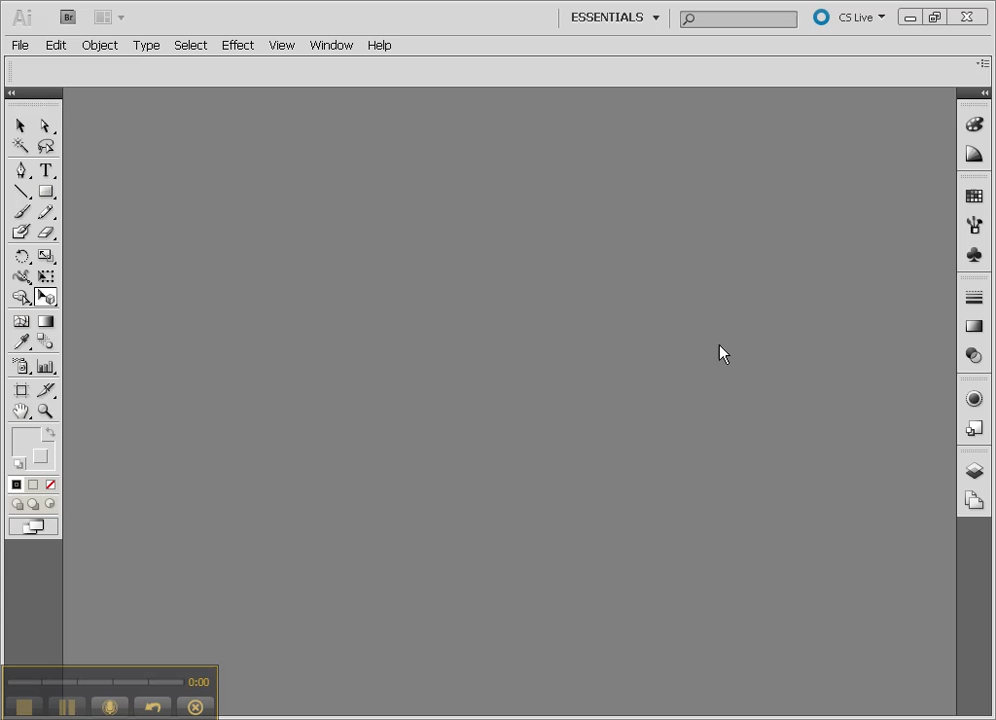 Ai Br ESSENTIALS CS Live
File Edit Object Type Select Effect View Window Help
T
0:00